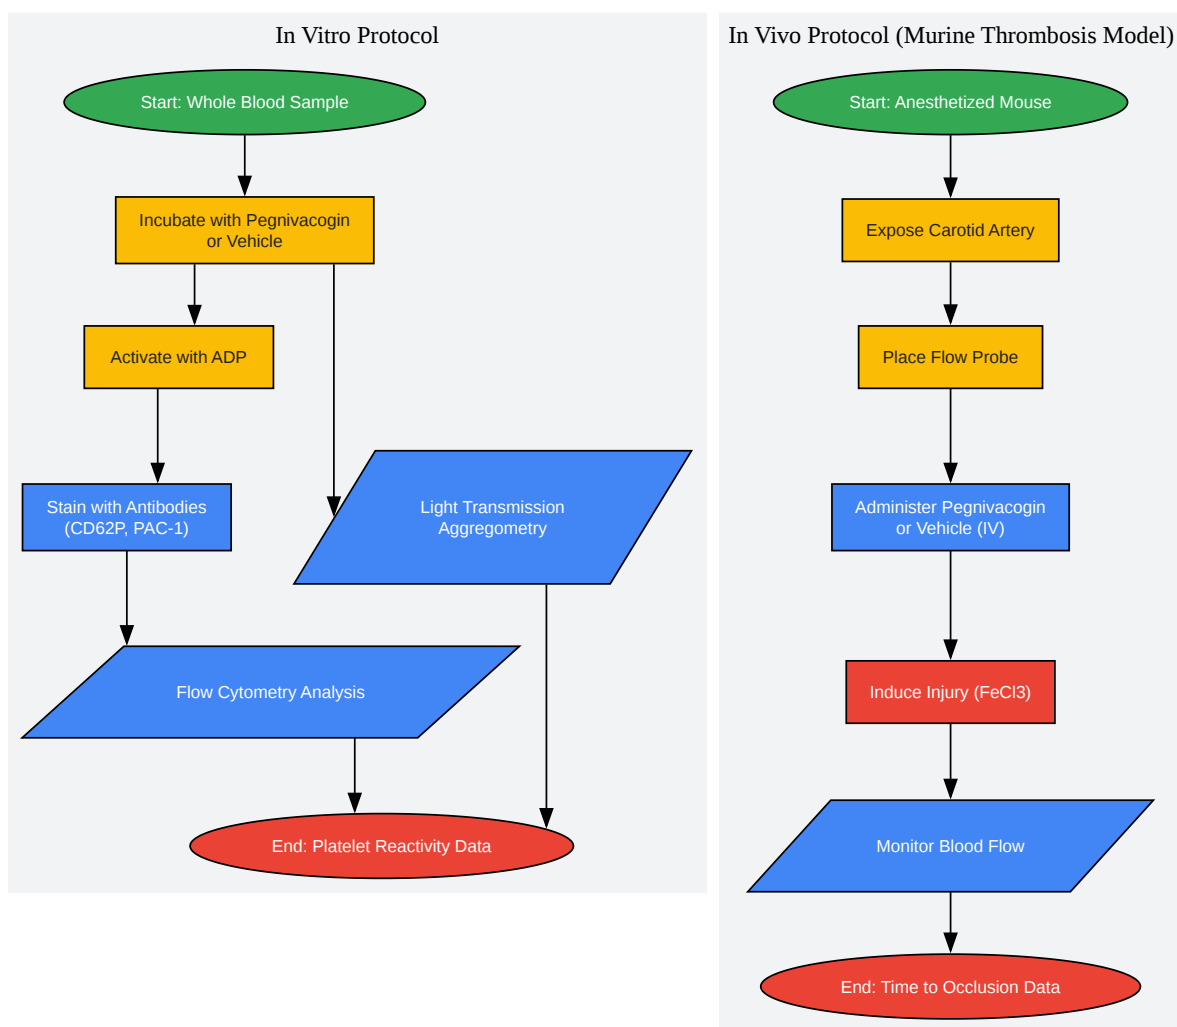 In Vitro Protocol
Start: Whole Blood Sample
Incubate with Pegnivacogin
or Vehicle
Activate with ADP
Stain with Antibodies
(CD62P, PAC-1)
Light Transmission
Aggregometry
Flow Cytometry Analysis
End: Platelet Reactivity Data
In Vivo Protocol (Murine Thrombosis Model)
Start: Anesthetized Mouse
Expose Carotid Artery
Place Flow Probe
Administer Pegnivacogin
or Vehicle (IV)
Induce Injury (FeCl3)
Monitor Blood Flow
End: Time to Occlusion Data